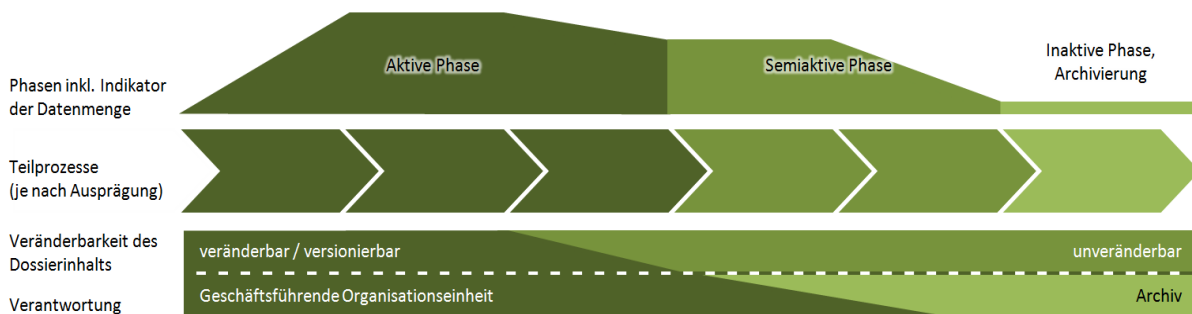 Phasen inkl. Indikator
der Datenmenge
Aktive Phase
Semiaktive Phase
Inaktive Phase,
Archivierung
Teilprozesse
(je nach Ausprägung)
Veränderbarkeit des
Dossierinhalts
veränderbar / versionierbar
unveränderbar
Verantwortung
Geschäftsführende Organisationseinheit
Archiv